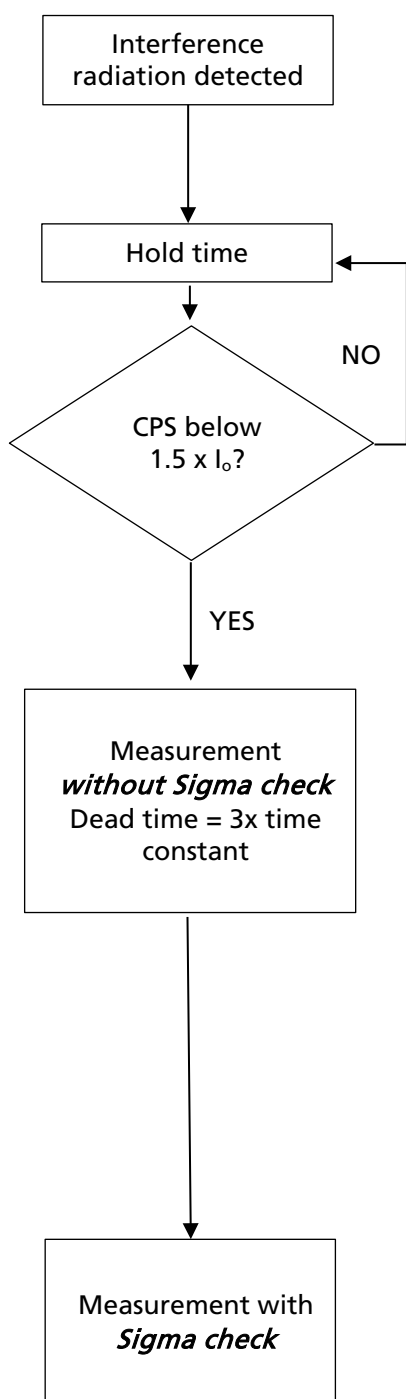 Interference
radiation detected
Hold time
NO
CPS below
1.5 x Iₒ?
YES
Measurement
without Sigma check
Dead time = 3x time
constant
Measurement with
Sigma check